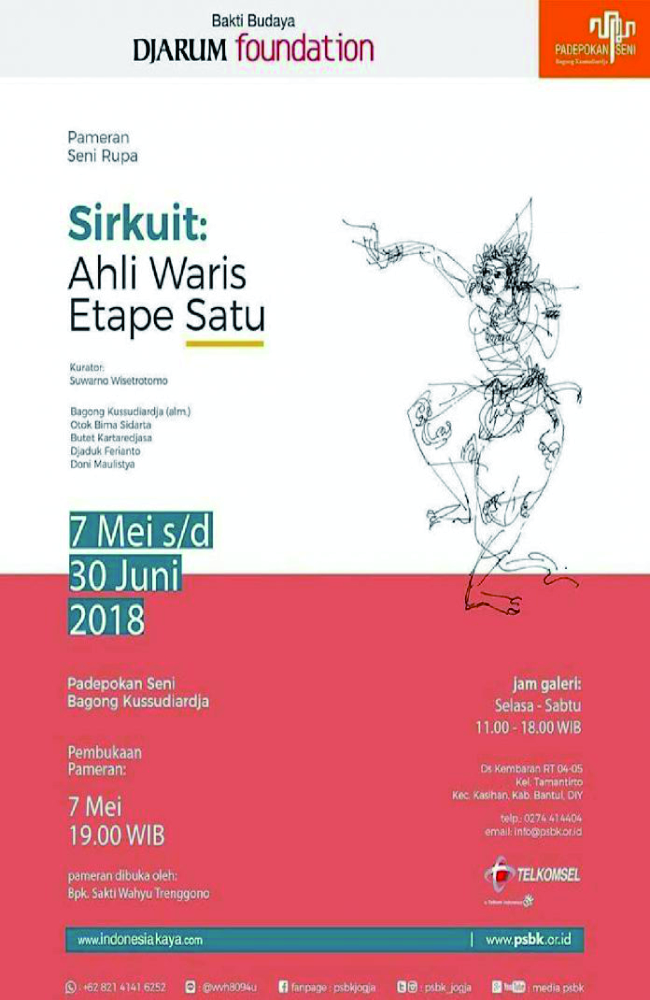 Bakti Budaya
DJARUM foundation
PADEPOKAN SENI
Bagong Kussudiardja
Pameran
Seni Rupa
Sirkuit:
Ahli Waris
Etape Satu
Kurator:
Suwarno Wisetrotomo
Bagong Kussudiardja (alm.)
Otok Bima Sidarta
Butet Kartaredjasa
Djaduk Ferianto
Doni Maulistya
7 Mei s/d
30 Juni
2018
Padepokan Seni
Bagong Kussudiardja
Pembukaan
Pameran:
7 Mei
19.00 WIB
pameran dibuka oleh:
Bpk. Sakti Wahyu Trenggono
jam galeri:
Selasa - Sabtu
11.00 - 18.00 WIB
Ds Kembaran RT 04-05
Kel. Tamantirto
Kec. Kasihan, Kab. Bantul, DIY
telp.: 0274 414404
email: info@psbk.or.id
TELKOMSEL
www.indonesiakaya.com
| www.psbk.or.id
: +62 821 4141 6252 : @wvh8094u fanpage : psbkjogja : psbk_jogja : media psbk